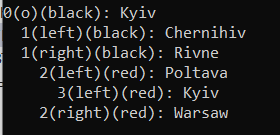 0(o)(black): Kyiv
1(left)(black): Chernihiv
1(right)(black): Rivne
2(left)(red): Poltava
3(left)(red): Kyiv
2(right)(red): Warsaw